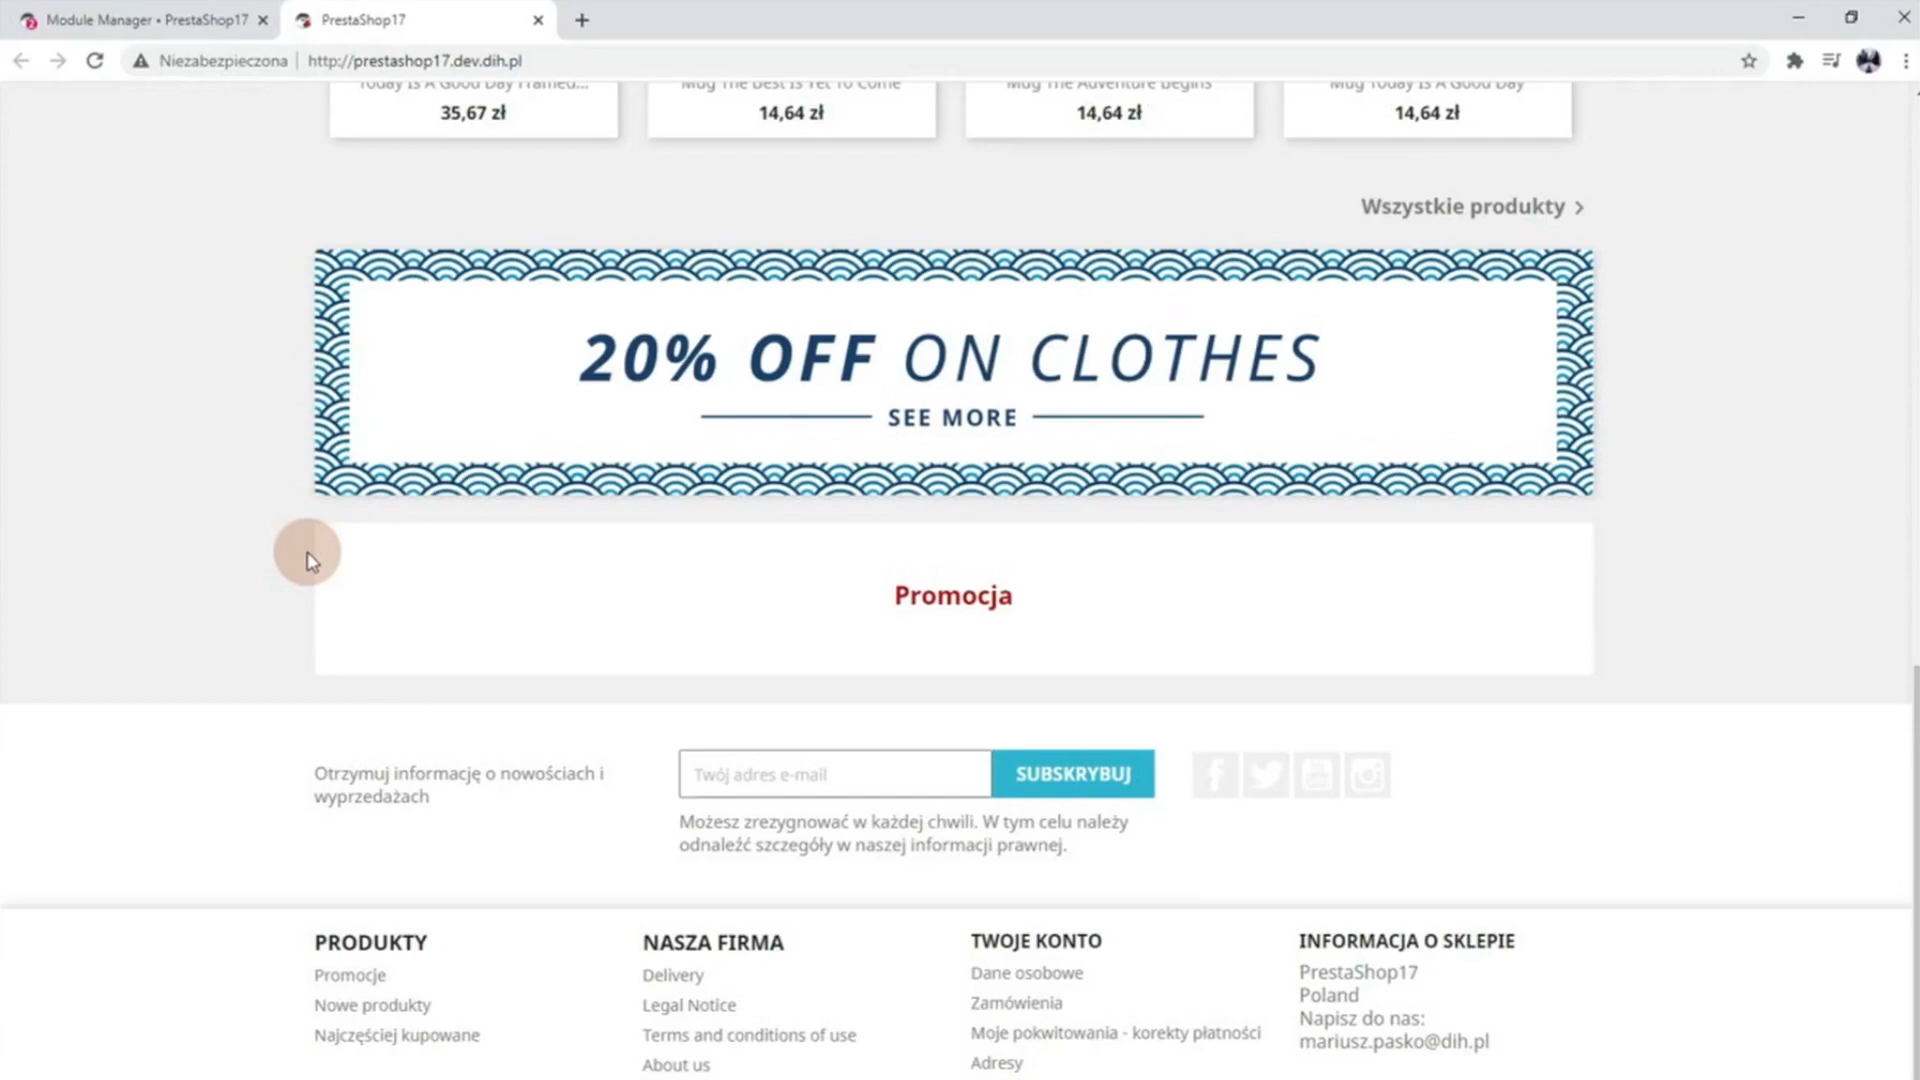 Module Manager • PrestaShop17
PrestaShop17
Niezabezpieczona
http://prestashop17.dev.dih.pl
Today Is A Good Day Framed...
Mug The Best Is Yet To Come
Mug The Adventure Begins
Mug Today Is A Good Day
35,67 zł
14,64 zł
14,64 zł
14,64 zł
Wszystkie produkty
20% OFF ON CLOTHES
SEE MORE
Promocja
Otrzymuj informację o nowościach i
wyprzedażach
Twój adres e-mail
SUBSKRYBUJ
Możesz zrezygnować w każdej chwili. W tym celu należy
odnaleźć szczegóły w naszej informacji prawnej.
PRODUKTY
Promocje
Nowe produkty
Najczęściej kupowane
NASZA FIRMA
Delivery
Legal Notice
Terms and conditions of use
About us
TWOJE KONTO
Dane osobowe
Zamówienia
Moje pokwitowania - korekty płatności
Adresy
INFORMACJA O SKLEPIE
PrestaShop17
Poland
Napisz do nas:
mariusz.pasko@dih.pl